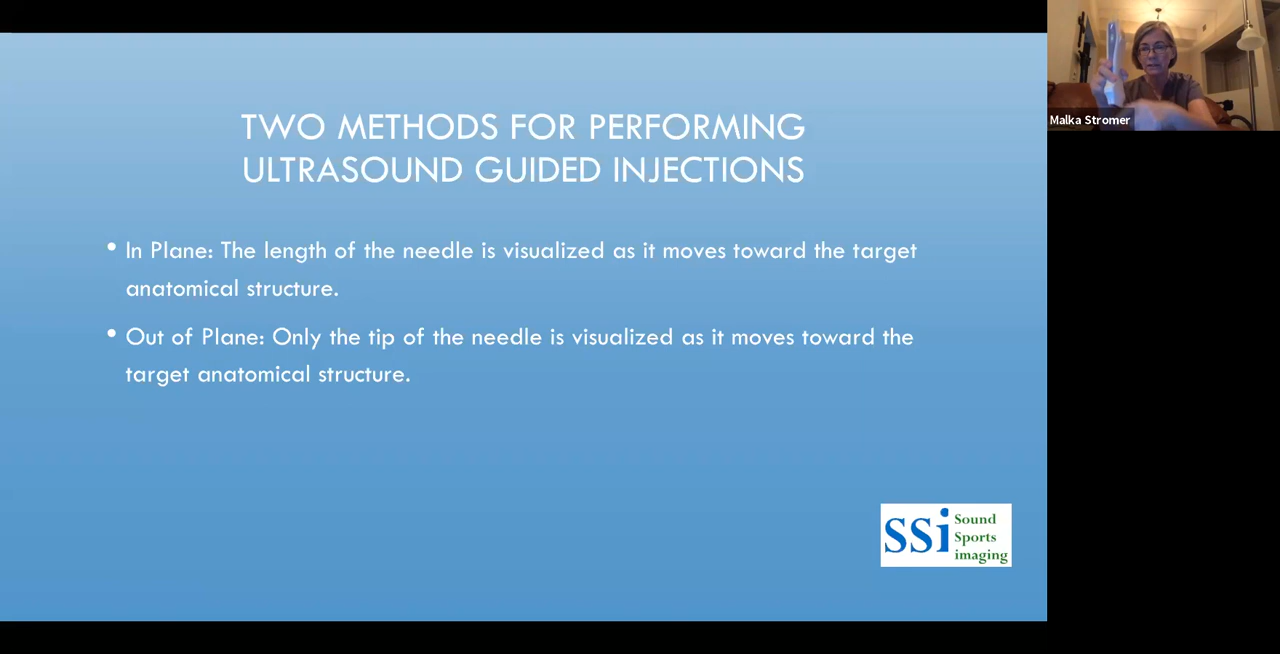 TWO METHODS FOR PERFORMING
ULTRASOUND GUIDED INJECTIONS
• In Plane: The length of the needle is visualized as it moves toward the target
anatomical structure.
• Out of Plane: Only the tip of the needle is visualized as it moves toward the
target anatomical structure.
SSi Sound
Sports
imaging
Malka Stromer